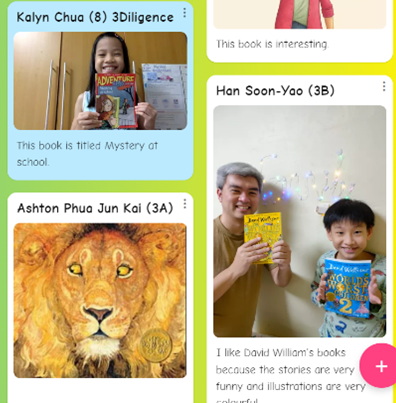 Kalyn Chua (8) 3Diligence
ADVENTURE
This book is titled Mystery at
school.
Ashton Phua Jun Kai (3A)
This book is interesting.
Han Soon-Yao (3B)
David Walliams
David Walliams
WORLD'S
WORST
2
I like David William's books
because the stories are very
funny and illustrations are very
colourful